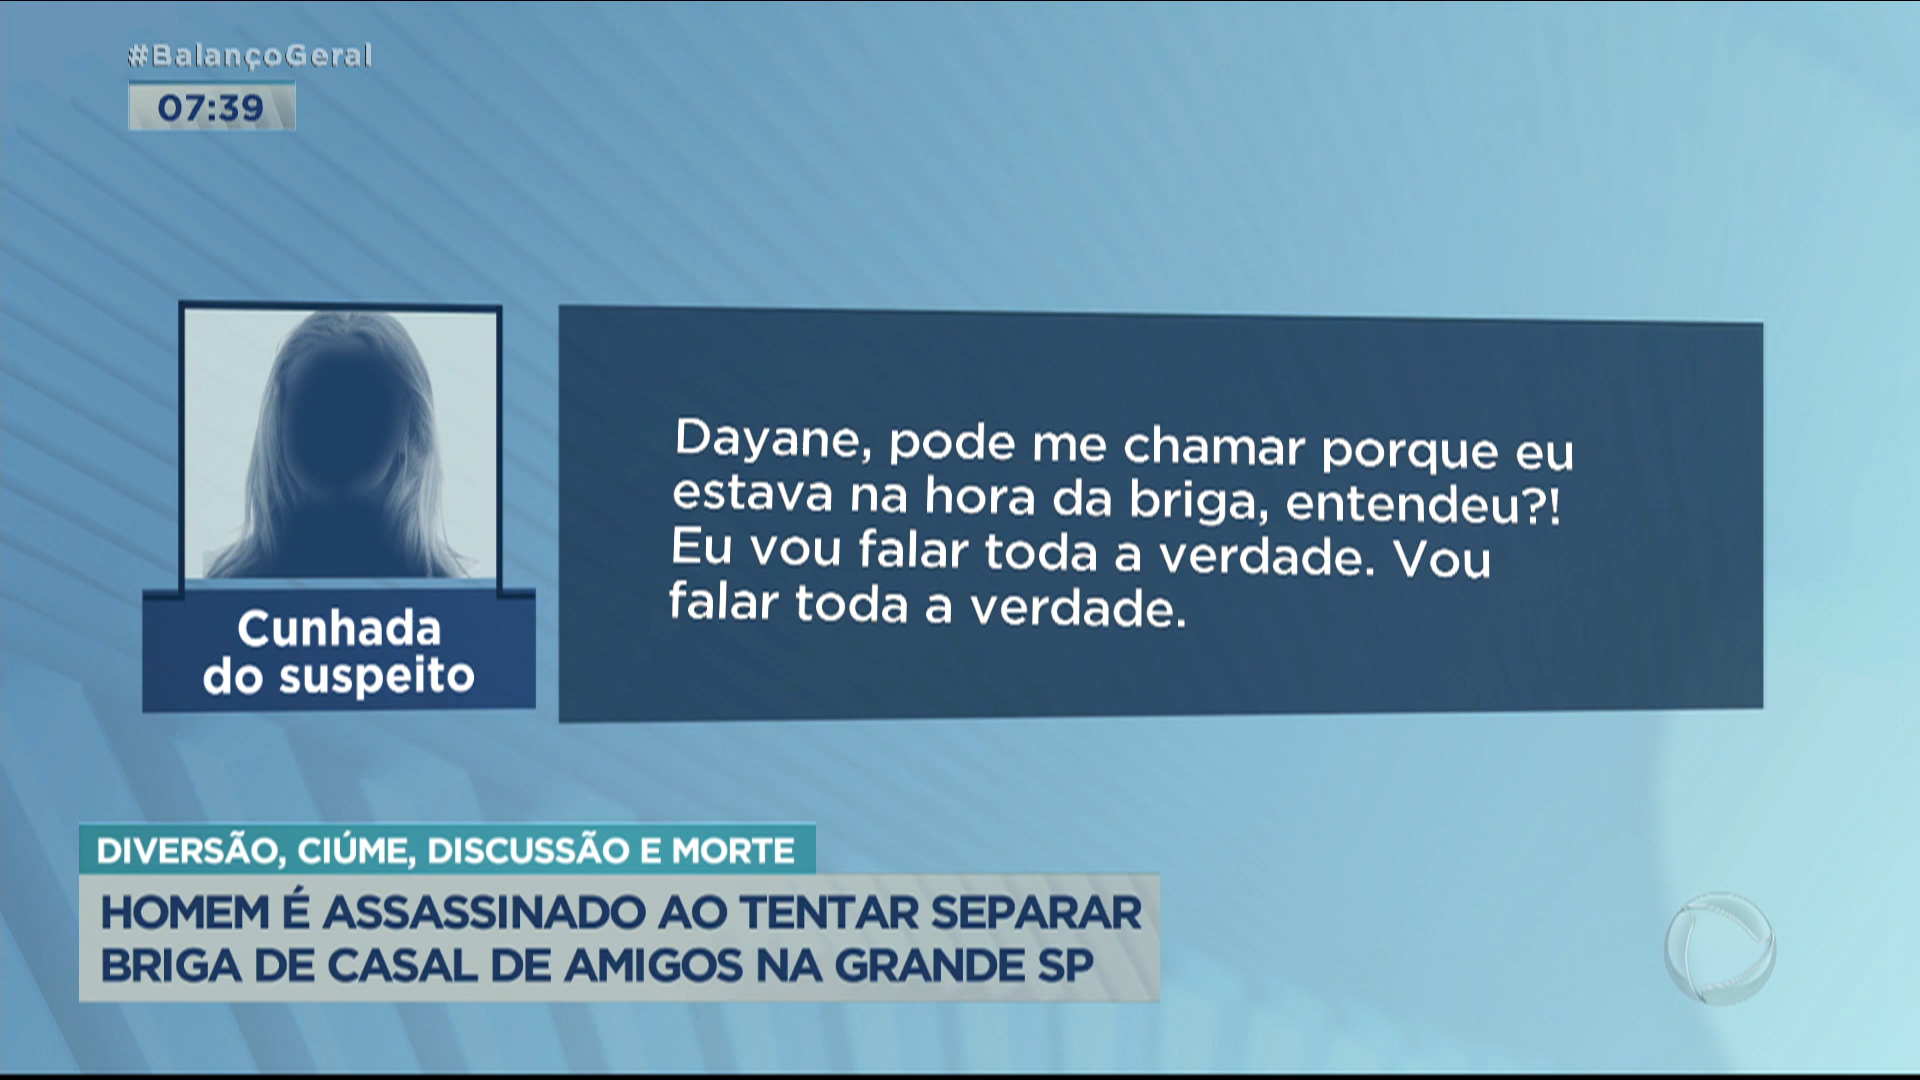 #BalançoGeral
07:39
Dayane, pode me chamar porque eu
estava na hora da briga, entendeu?!
Eu vou falar toda a verdade. Vou
falar toda a verdade.
Cunhada
do suspeito
DIVERSÃO, CIÚME, DISCUSSÃO E MORTE
HOMEM É ASSASSINADO AO TENTAR SEPARAR
BRIGA DE CASAL DE AMIGOS NA GRANDE SP